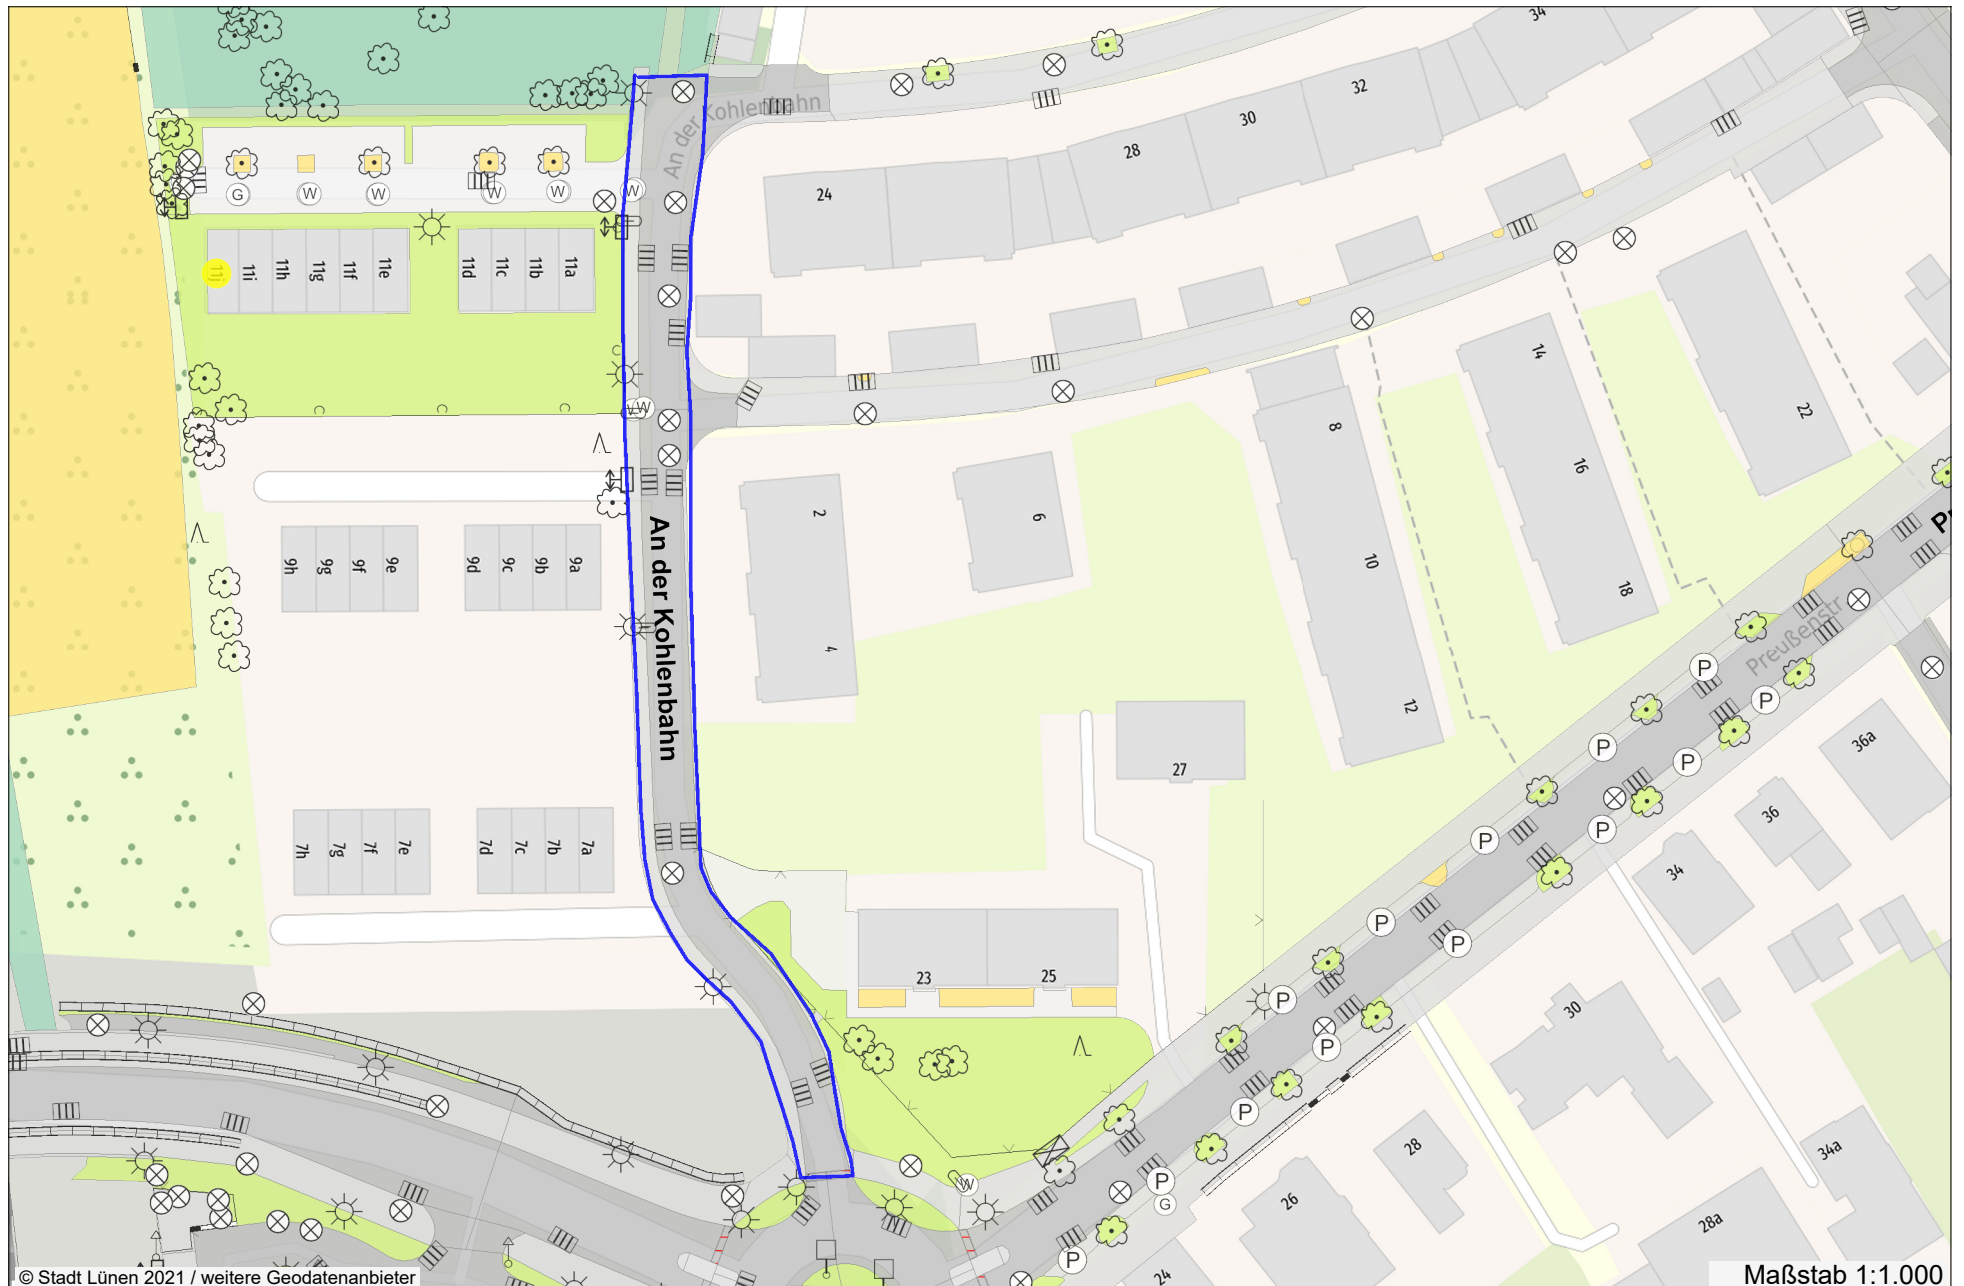 34
32
30
28
24
An der Kohlenbahn
G
W
W
W
W
W
11j
11i
11h
11g
11f
11e
11d
11c
11b
11a
14
16
18
22
8
10
12
2
4
6
W
9h
9g
9f
9e
9d
9c
9b
9a
An der Kohlenbahn
Preußenstr
P
P
P
P
P
P
P
P
P
P
P
P
P
P
27
36a
36
34
7h
7g
7f
7e
7d
7c
7b
7a
23
25
30
28
34a
26
28a
24
W
G
© Stadt Lünen 2021 / weitere Geodatenanbieter
Maßstab 1:1.000